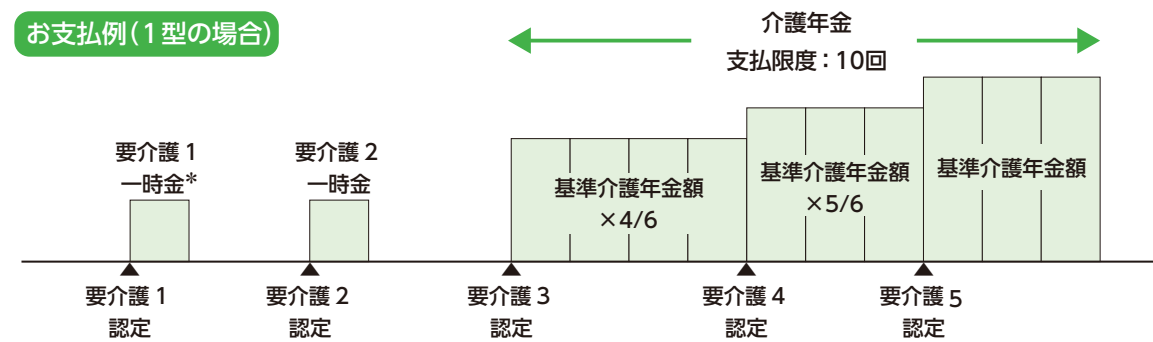 お支払例(1型の場合)
介護年金
支払限度：10回
要介護1
一時金*
要介護2
一時金
基準介護年金額
×4/6
基準介護年金額
×5/6
基準介護年金額
要介護1
認定
要介護2
認定
要介護3
認定
要介護4
認定
要介護5
認定